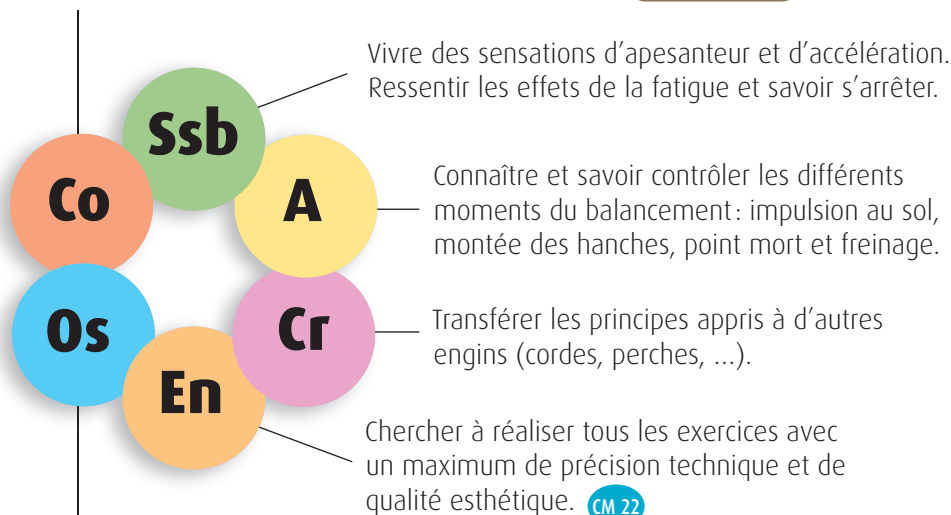 Vivre des sensations d'apesanteur et d'accélération.
Ressentir les effets de la fatigue et savoir s'arrêter.
Ssb
Co
A
Connaître et savoir contrôler les différents
moments du balancement : impulsion au sol,
montée des hanches, point mort et freinage.
Os
Cr
Transférer les principes appris à d'autres
engins (cordes, perches, ...).
En
Chercher à réaliser tous les exercices avec
un maximum de précision technique et de
qualité esthétique. CM 22